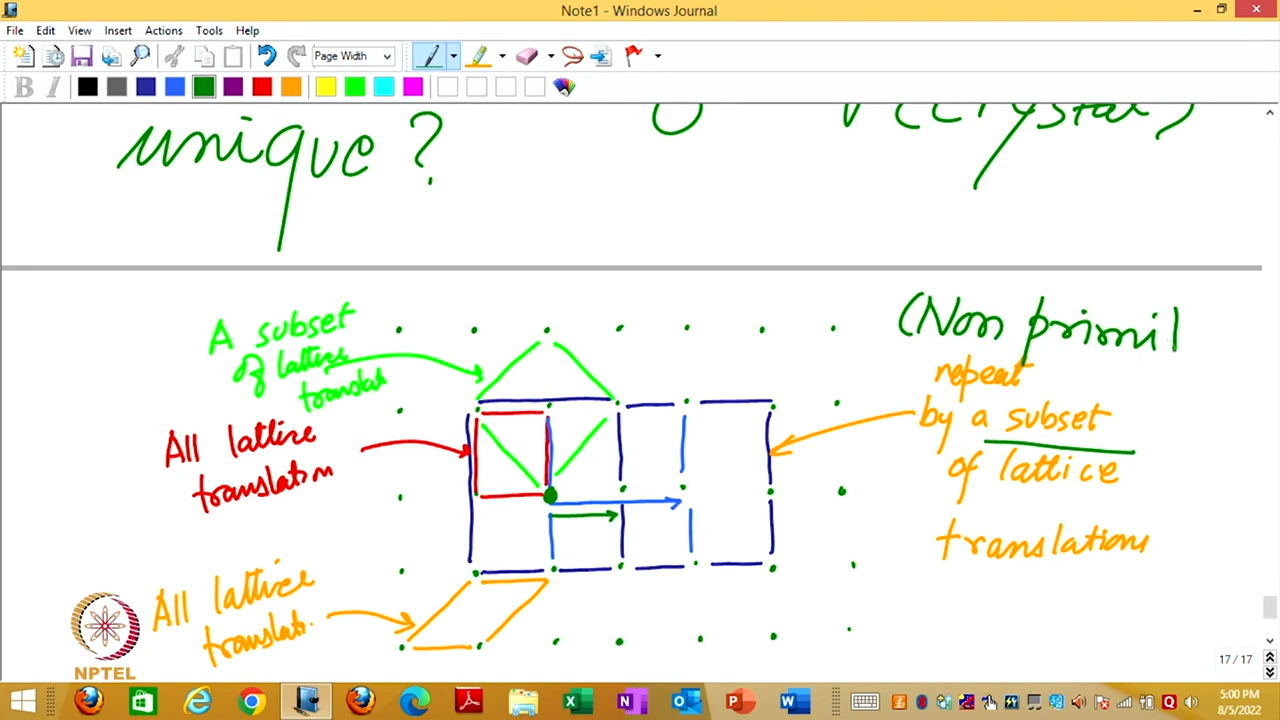 Note1 - Windows Journal
File Edit View Insert Actions Tools Help
Page Width
B I
unique ?
(Crystal)
A subset
of lattice
translat
(Non primi
repeat
by a subset
of lattice
translations
All lattice
translation
All lattice
translati.
NPTEL
17 / 17
5:00 PM
8/5/2022